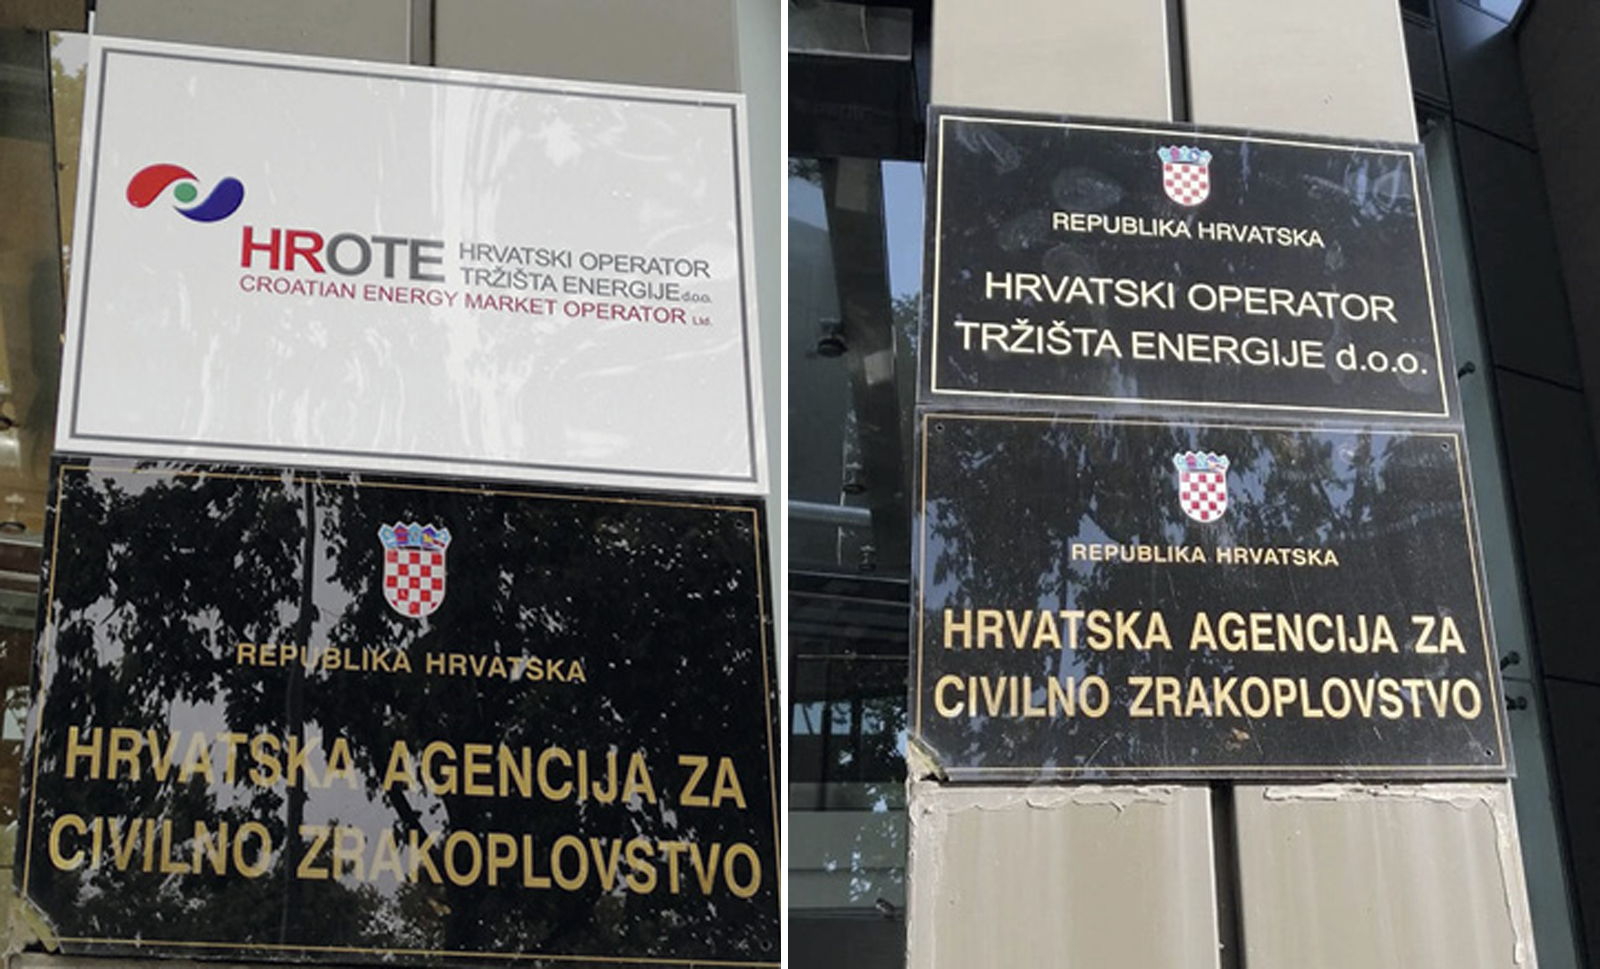 HROTE HRVATSKI OPERATOR
TRŽIŠTA ENERGIJE d.o.o.
CROATIAN ENERGY MARKET OPERATOR Ltd.
REPUBLIKA HRVATSKA
HRVATSKA AGENCIJA ZA
CIVILNO ZRAKOPLOVSTVO
REPUBLIKA HRVATSKA
HRVATSKI OPERATOR
TRŽIŠTA ENERGIJE d.o.o.
REPUBLIKA HRVATSKA
HRVATSKA AGENCIJA ZA
CIVILNO ZRAKOPLOVSTVO